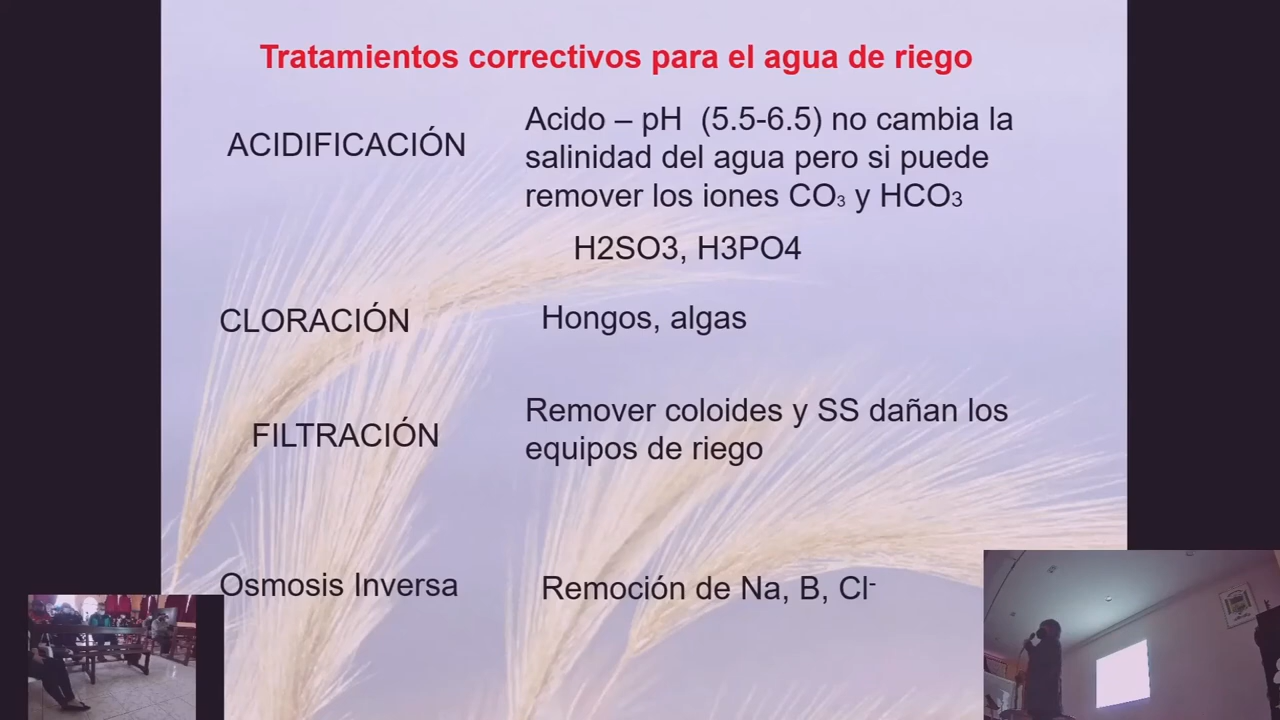 Tratamientos correctivos para el agua de riego
ACIDIFICACIÓN
Acido – pH (5.5-6.5) no cambia la
salinidad del agua pero si puede
remover los iones CO₃ y HCO₃
H2SO3, H3PO4
CLORACIÓN
Hongos, algas
FILTRACIÓN
Remover coloides y SS dañan los
equipos de riego
Osmosis Inversa
Remoción de Na, B, Cl⁻